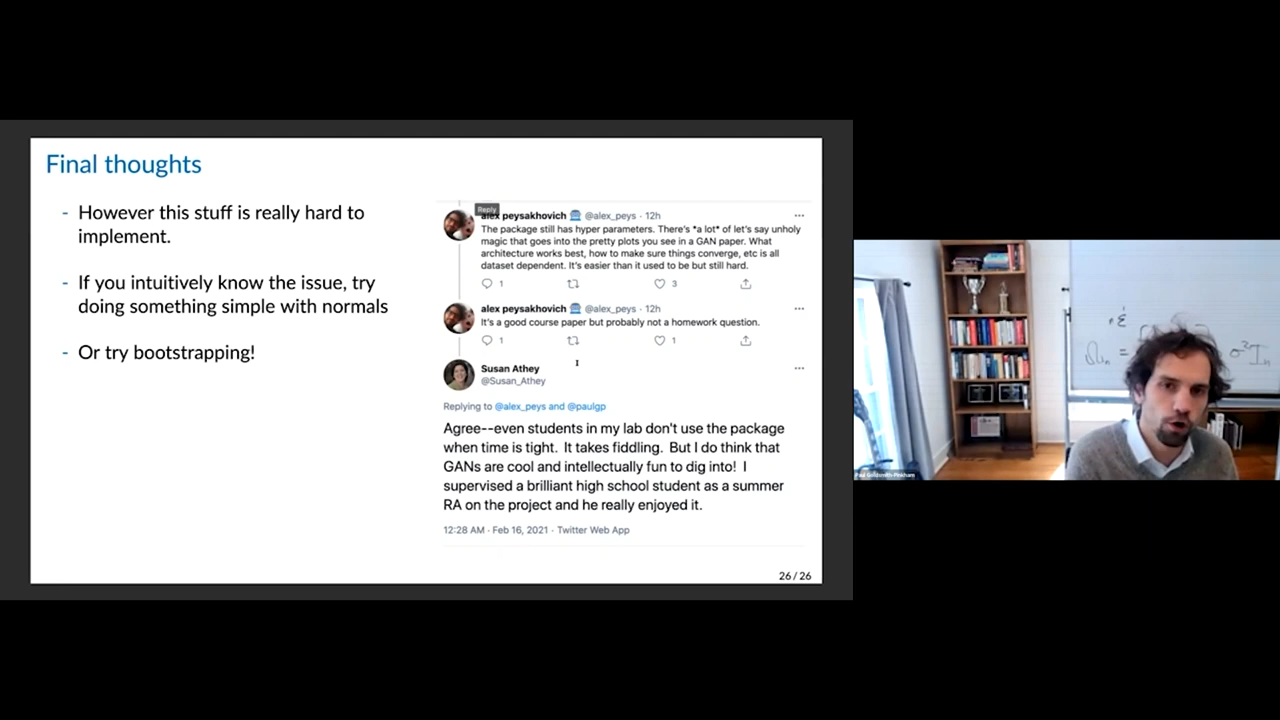 Final thoughts
- However this stuff is really hard to
implement.
- If you intuitively know the issue, try
doing something simple with normals
- Or try bootstrapping!
Reply
alex peysakhovich @alex_peys · 12h
The package still has hyper parameters. There's *a lot* of let's say unholy
magic that goes into the pretty plots you see in a GAN paper. What
architecture works best, how to make sure things converge, etc is all
dataset dependent. It's easier than it used to be but still hard.
1 3
alex peysakhovich @alex_peys · 12h
It's a good course paper but probably not a homework question.
1 1
Susan Athey
@Susan_Athey
Replying to @alex_peys and @paulgp
Agree--even students in my lab don't use the package
when time is tight. It takes fiddling. But I do think that
GANs are cool and intellectually fun to dig into! I
supervised a brilliant high school student as a summer
RA on the project and he really enjoyed it.
12:28 AM · Feb 16, 2021 · Twitter Web App
26 / 26
Paul Goldsmith-Pinkham